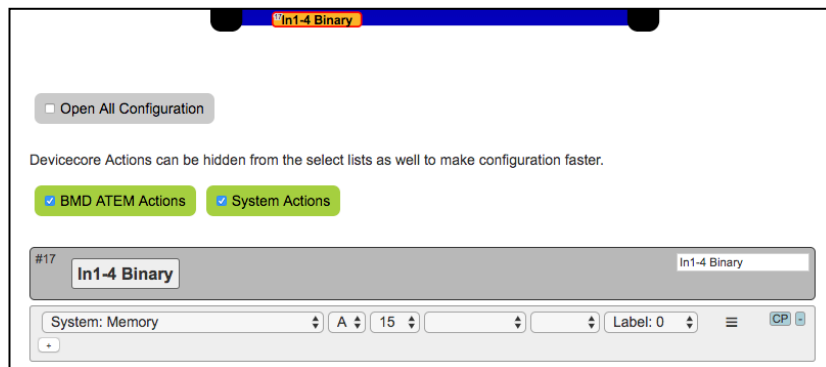 17 In1-4 Binary
Open All Configuration
Devicecore Actions can be hidden from the select lists as well to make configuration faster.
BMD ATEM Actions System Actions
#17 In1-4 Binary In1-4 Binary
System: Memory A 15 Label: 0 ≡ CP -
+